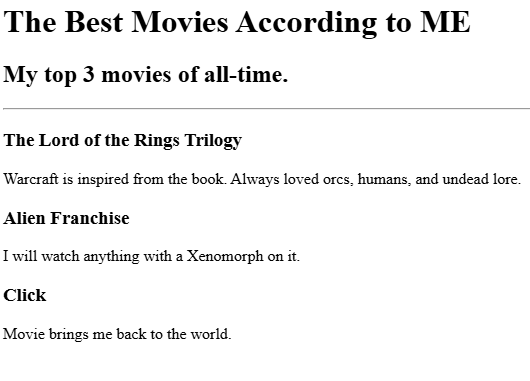 The Best Movies According to ME
My top 3 movies of all-time.
The Lord of the Rings Trilogy
Warcraft is inspired from the book. Always loved orcs, humans, and undead lore.
Alien Franchise
I will watch anything with a Xenomorph on it.
Click
Movie brings me back to the world.